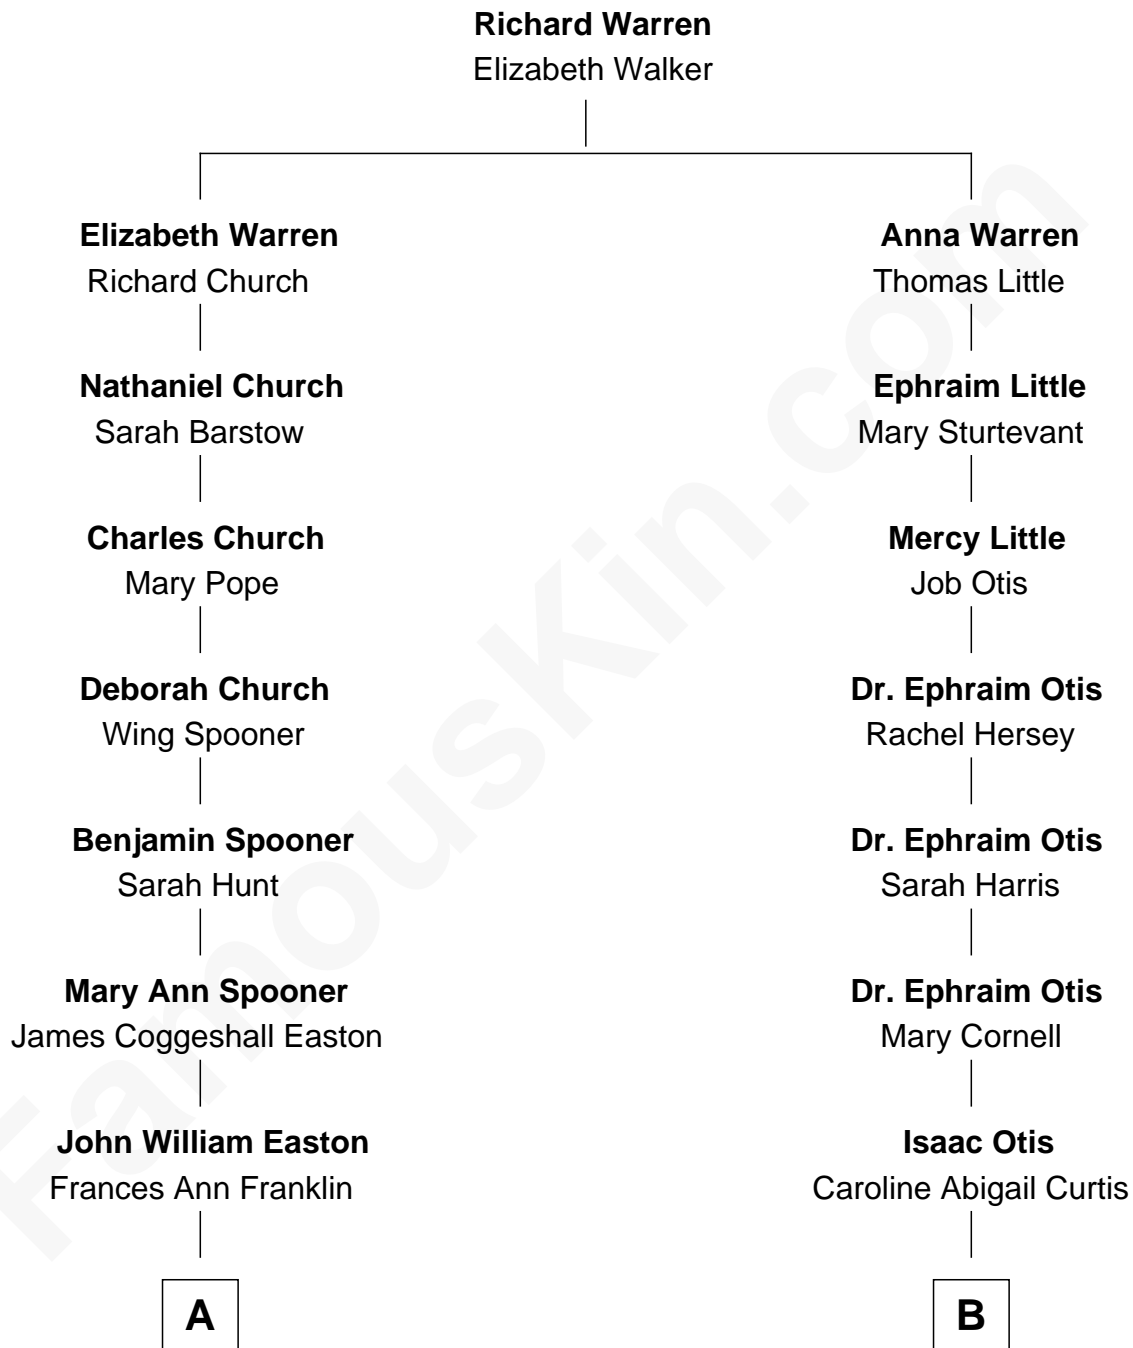 Richard Warren
Elizabeth Walker
Elizabeth Warren
Richard Church
Anna Warren
Thomas Little
Nathaniel Church
Sarah Barstow
Ephraim Little
Mary Sturtevant
Charles Church
Mary Pope
Mercy Little
Job Otis
Deborah Church
Wing Spooner
Dr. Ephraim Otis
Rachel Hersey
Benjamin Spooner
Sarah Hunt
Dr. Ephraim Otis
Sarah Harris
Mary Ann Spooner
James Coggeshall Easton
Dr. Ephraim Otis
Mary Cornell
John William Easton
Frances Ann Franklin
Isaac Otis
Caroline Abigail Curtis
A
B
FamousKin.com